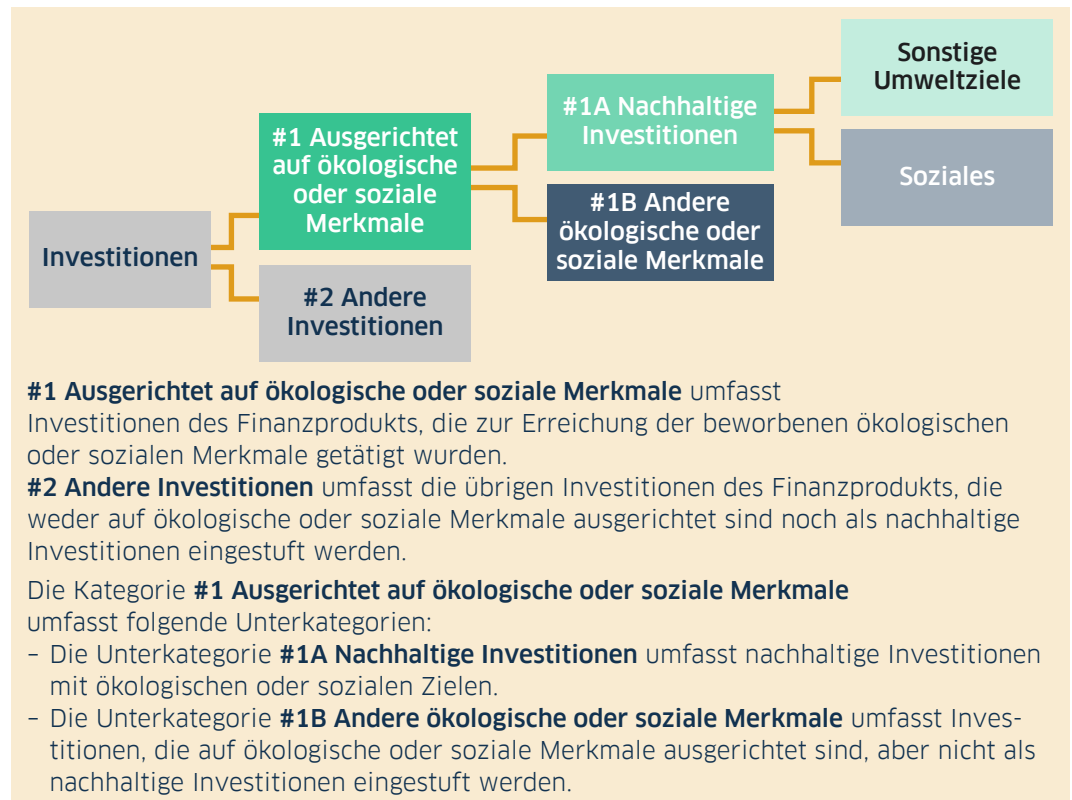 Sonstige
Umweltziele
#1A Nachhaltige
Investitionen
#1 Ausgerichtet
auf ökologische
oder soziale
Merkmale
Soziales
#1B Andere
ökologische oder
soziale Merkmale
Investitionen
#2 Andere
Investitionen
#1 Ausgerichtet auf ökologische oder soziale Merkmale umfasst
Investitionen des Finanzprodukts, die zur Erreichung der beworbenen ökologischen
oder sozialen Merkmale getätigt wurden.
#2 Andere Investitionen umfasst die übrigen Investitionen des Finanzprodukts, die
weder auf ökologische oder soziale Merkmale ausgerichtet sind noch als nachhaltige
Investitionen eingestuft werden.
Die Kategorie #1 Ausgerichtet auf ökologische oder soziale Merkmale
umfasst folgende Unterkategorien:
– Die Unterkategorie #1A Nachhaltige Investitionen umfasst nachhaltige Investitionen
mit ökologischen oder sozialen Zielen.
– Die Unterkategorie #1B Andere ökologische oder soziale Merkmale umfasst Inves-
titionen, die auf ökologische oder soziale Merkmale ausgerichtet sind, aber nicht als
nachhaltige Investitionen eingestuft werden.